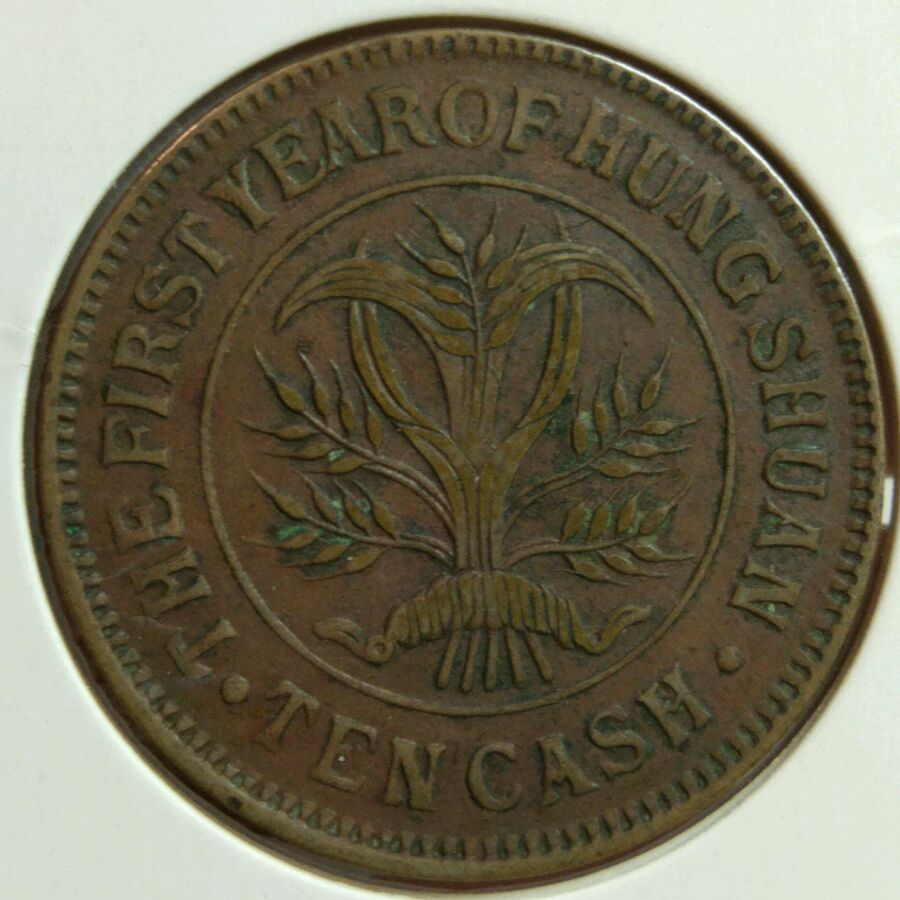 THE FIRST YEAR OF HUNG SHUAN
TEN CASH